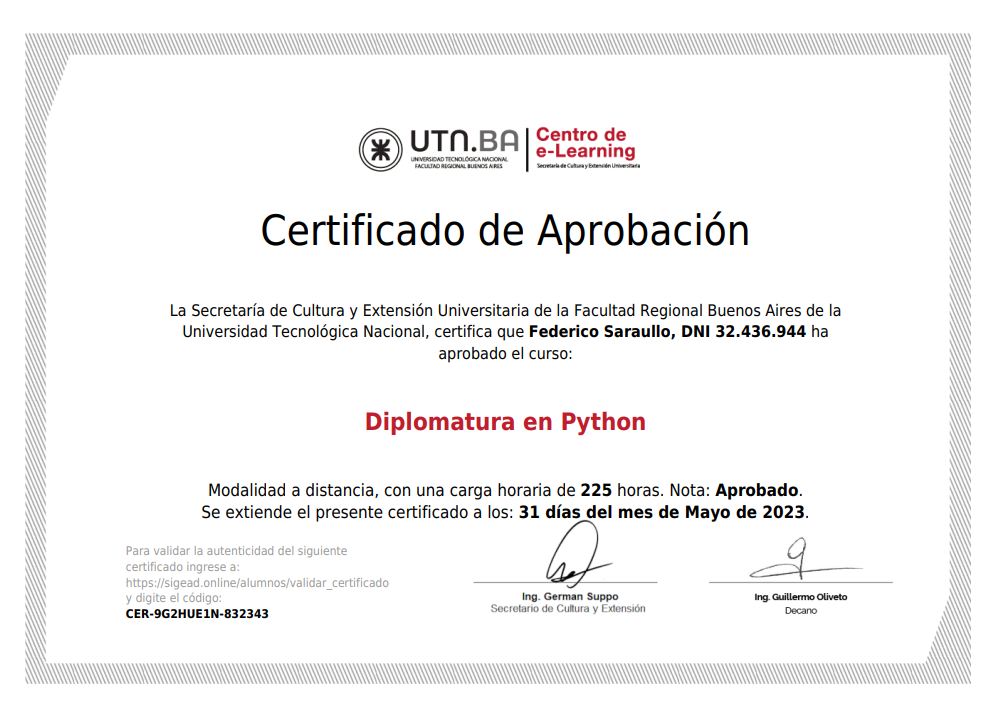 UTN.BA
UNIVERSIDAD TECNOLÓGICA NACIONAL
FACULTAD REGIONAL BUENOS AIRES
Centro de
e-Learning
Secretaría de Cultura y Extensión Universitaria
Certificado de Aprobación
La Secretaría de Cultura y Extensión Universitaria de la Facultad Regional Buenos Aires de la
Universidad Tecnológica Nacional, certifica que Federico Saraullo, DNI 32.436.944 ha
aprobado el curso:
Diplomatura en Python
Modalidad a distancia, con una carga horaria de 225 horas. Nota: Aprobado.
Se extiende el presente certificado a los: 31 días del mes de Mayo de 2023.
Para validar la autenticidad del siguiente
certificado ingrese a:
https://sigead.online/alumnos/validar_certificado
y digite el código:
CER-9G2HUE1N-832343
Ing. German Suppo
Secretario de Cultura y Extensión
Ing. Guillermo Oliveto
Decano